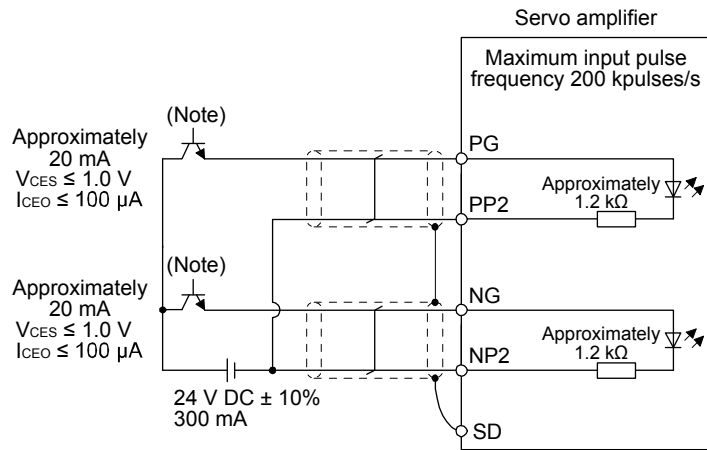 Servo amplifier
Maximum input pulse
frequency 200 kpulses/s
(Note)
Approximately
20 mA
VCES ≤ 1.0 V
ICEO ≤ 100 µA
PG
Approximately
1.2 kΩ
PP2
(Note)
Approximately
20 mA
VCES ≤ 1.0 V
ICEO ≤ 100 µA
NG
Approximately
1.2 kΩ
NP2
24 V DC ± 10%
300 mA
SD